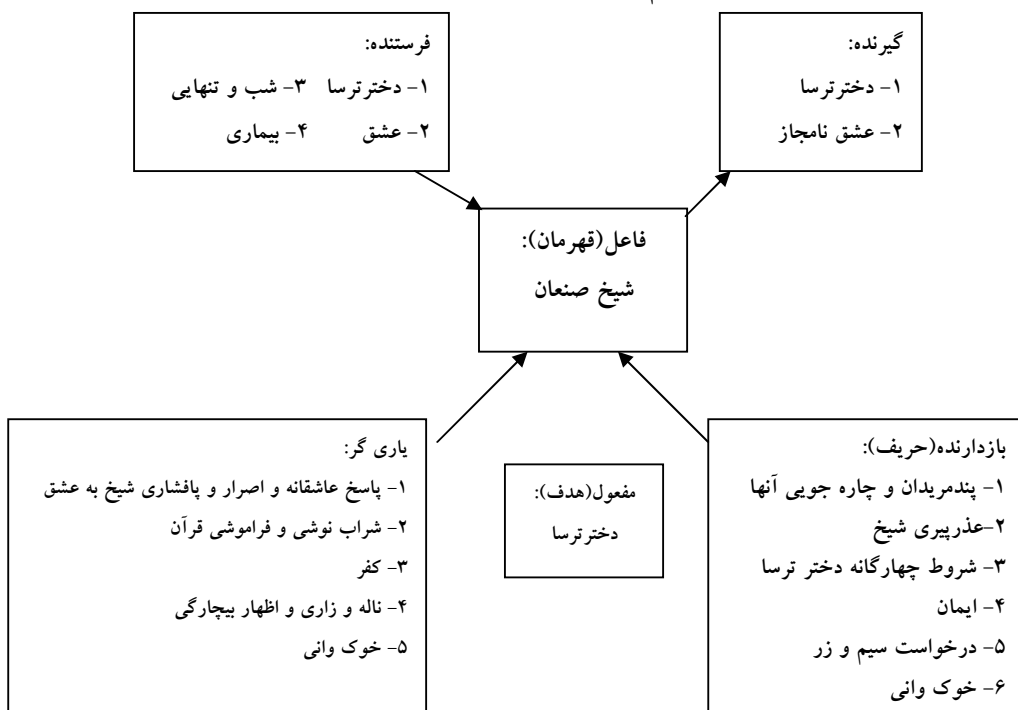 گیرنده:
۱- دخترترسا
۲- عشق نامجاز
فرستنده:
۱- دخترترسا ۳- شب و تنهایی
۲- عشق ۴- بیماری
فاعل(قهرمان):
شیخ صنعان
بازدارنده(حریف):
۱- پندمریدان و چاره جویی آنها
۲-عذرپیری شیخ
۳- شروط چهارگانه دختر ترسا
۴- ایمان
۵- درخواست سیم و زر
۶- خوک وانی
مفعول(هدف):
دخترترسا
یاری گر:
۱- پاسخ عاشقانه و اصرار و پافشاری شیخ به عشق
۲- شراب نوشی و فراموشی قرآن
۳- کفر
۴- ناله و زاری و اظهار بیچارگی
۵- خوک وانی